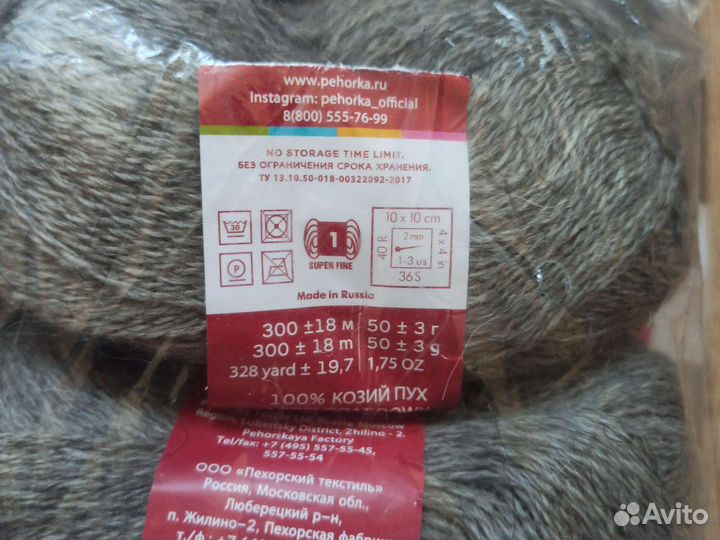 www.pehorka.ru
Instagram: pehorka_official
8(800) 555-76-99
NO STORAGE TIME LIMIT.
БЕЗ ОГРАНИЧЕНИЯ СРОКА ХРАНЕНИЯ.
ТУ 13.10.50-018-00322092-2017
30
P
1
SUPER FINE
10 x 10 cm
40 R
2mm
1-3 us
4 x 4 in
36S
Made in Russia
300 ±18 м 50 ± 3 г
300 ± 18 m 50 ± 3 g
328 yard ± 19,7 1,75 OZ
100% КОЗИЙ ПУХ
Region, Lubertsky District, Zhilino - 2.
Pehorskaya Factory
Tel/fax: +7 (495) 557-55-45,
557-55-54
ООО «Пехорский текстиль»
Россия, Московская обл.,
Люберецкий р-н,
п. Жилино-2, Пехорская
т./ф.: +7
Avito